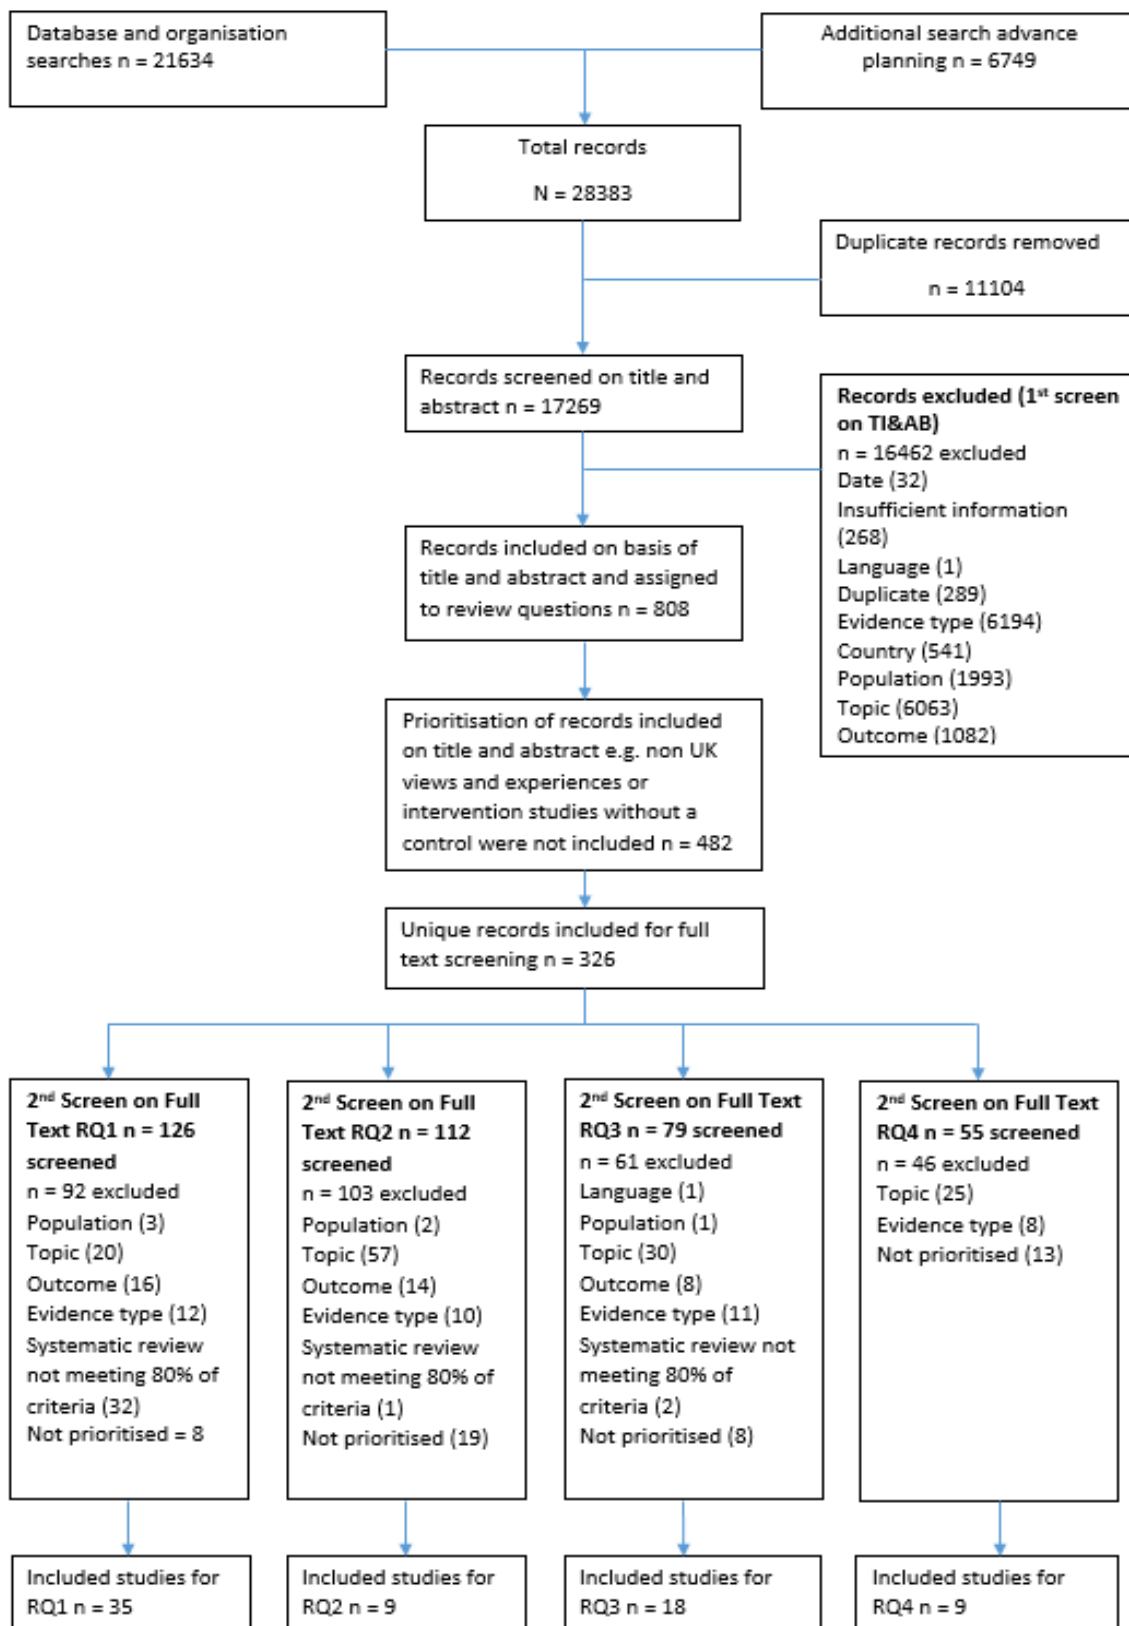 Database and organisation
searches n = 21634
Additional search advance
planning n = 6749
Total records
N = 28383
Duplicate records removed
n = 11104
Records screened on title and
abstract n = 17269
Records excluded (1st screen
on TI&AB)
n = 16462 excluded
Date (32)
Insufficient information
(268)
Language (1)
Duplicate (289)
Evidence type (6194)
Country (541)
Population (1993)
Topic (6063)
Outcome (1082)
Records included on basis of
title and abstract and assigned
to review questions n = 808
Prioritisation of records included
on title and abstract e.g. non UK
views and experiences or
intervention studies without a
control were not included n = 482
Unique records included for full
text screening n = 326
2nd Screen on Full
Text RQ1 n = 126
screened
n = 92 excluded
Population (3)
Topic (20)
Outcome (16)
Evidence type (12)
Systematic review
not meeting 80% of
criteria (32)
Not prioritised = 8
2nd Screen on Full
Text RQ2 n = 112
screened
n = 103 excluded
Population (2)
Topic (57)
Outcome (14)
Evidence type (10)
Systematic review
not meeting 80% of
criteria (1)
Not prioritised (19)
2nd Screen on Full Text
RQ3 n = 79 screened
n = 61 excluded
Language (1)
Population (1)
Topic (30)
Outcome (8)
Evidence type (11)
Systematic review not
meeting 80% of
criteria (2)
Not prioritised (8)
2nd Screen on Full Text
RQ4 n = 55 screened
n = 46 excluded
Topic (25)
Evidence type (8)
Not prioritised (13)
Included studies for
RQ1 n = 35
Included studies for
RQ2 n = 9
Included studies for
RQ3 n = 18
Included studies for
RQ4 n = 9